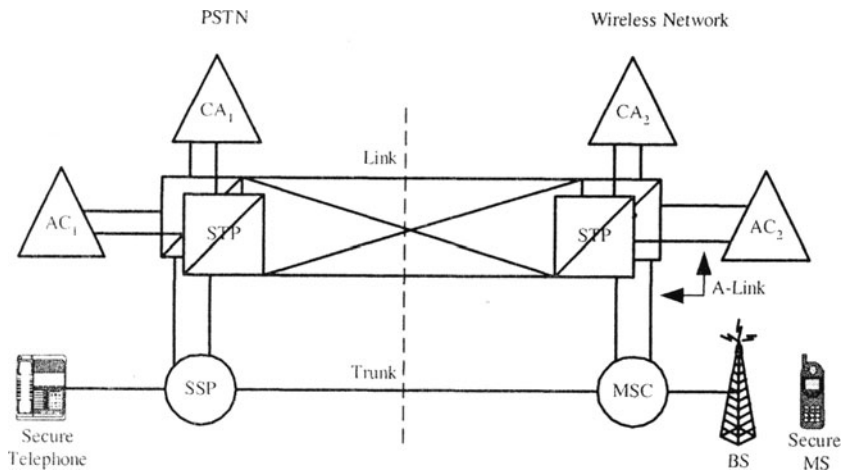 PSTN
Wireless Network
CA1
CA2
Link
AC1
STP
STP
AC2
A-Link
Trunk
SSP
MSC
Secure
Telephone
BS
Secure
MS